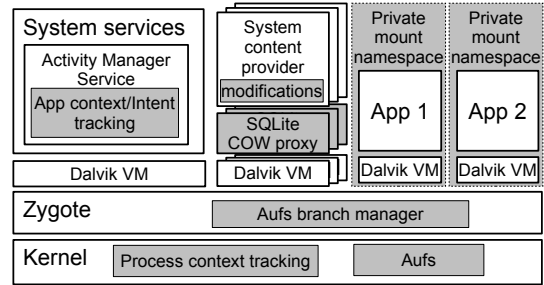 System services
Activity Manager
Service
App context/Intent
tracking
Dalvik VM
System
content
provider
modifications
SQLite
COW proxy
Dalvik VM
Private
mount
namespace
App 1
Dalvik VM
Private
mount
namespace
App 2
Dalvik VM
Zygote
Aufs branch manager
Kernel
Process context tracking
Aufs